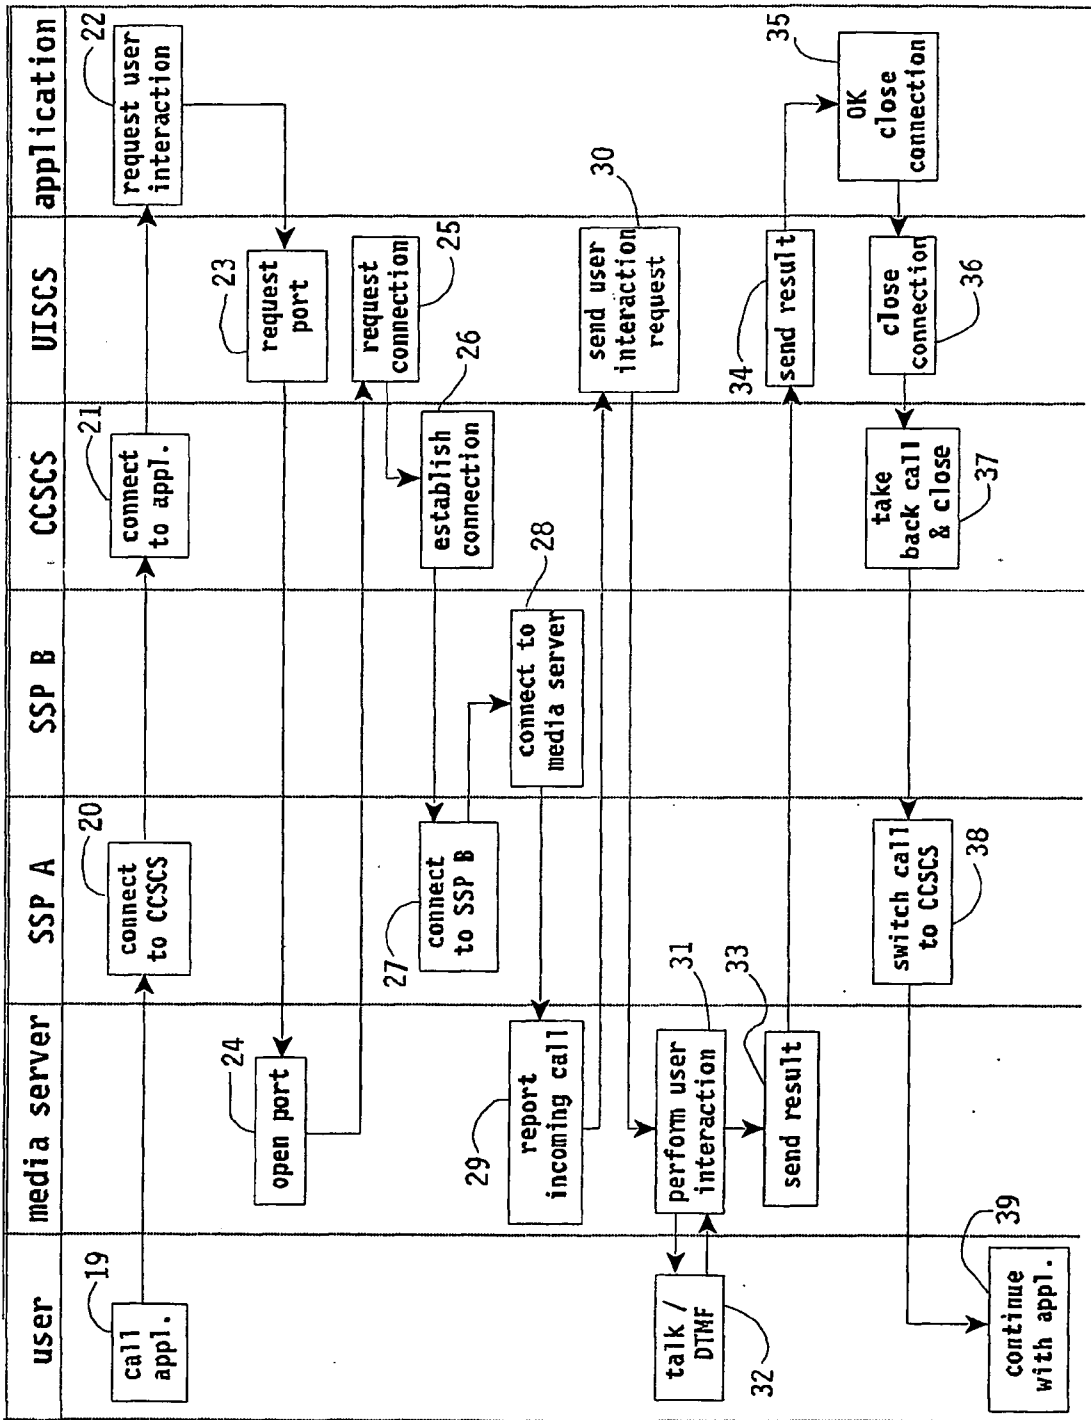 user
media server
SSP A
SSP B
CCSCS
UISCS
application
19
call
appl.
20
connect
to CCSCS
21
connect
to appl.
22
request user
interaction
23
request
port
24
open port
25
request
connection
26
establish
connection
27
connect
to SSP B
28
connect to
media server
29
report
incoming call
30
send user
interaction
request
31
perform user
interaction
32
talk /
DTMF
33
send result
34
send result
35
OK
close
connection
36
close
connection
37
take
back call
& close
38
switch call
to CCSCS
39
continue
with appl.